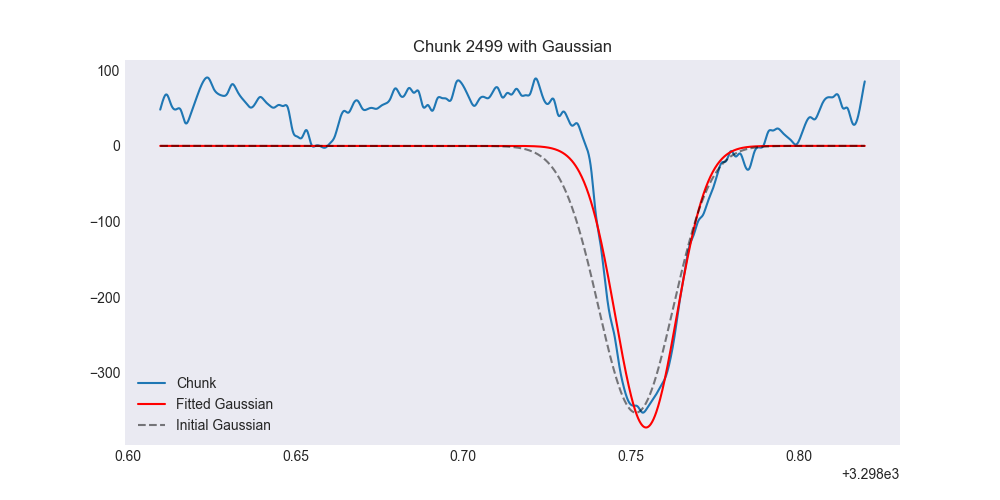 Chunk 2499 with Gaussian
100
0
−100
−200
−300
Chunk
Fitted Gaussian
Initial Gaussian
0.60 0.65 0.70 0.75 0.80
+3.298e3